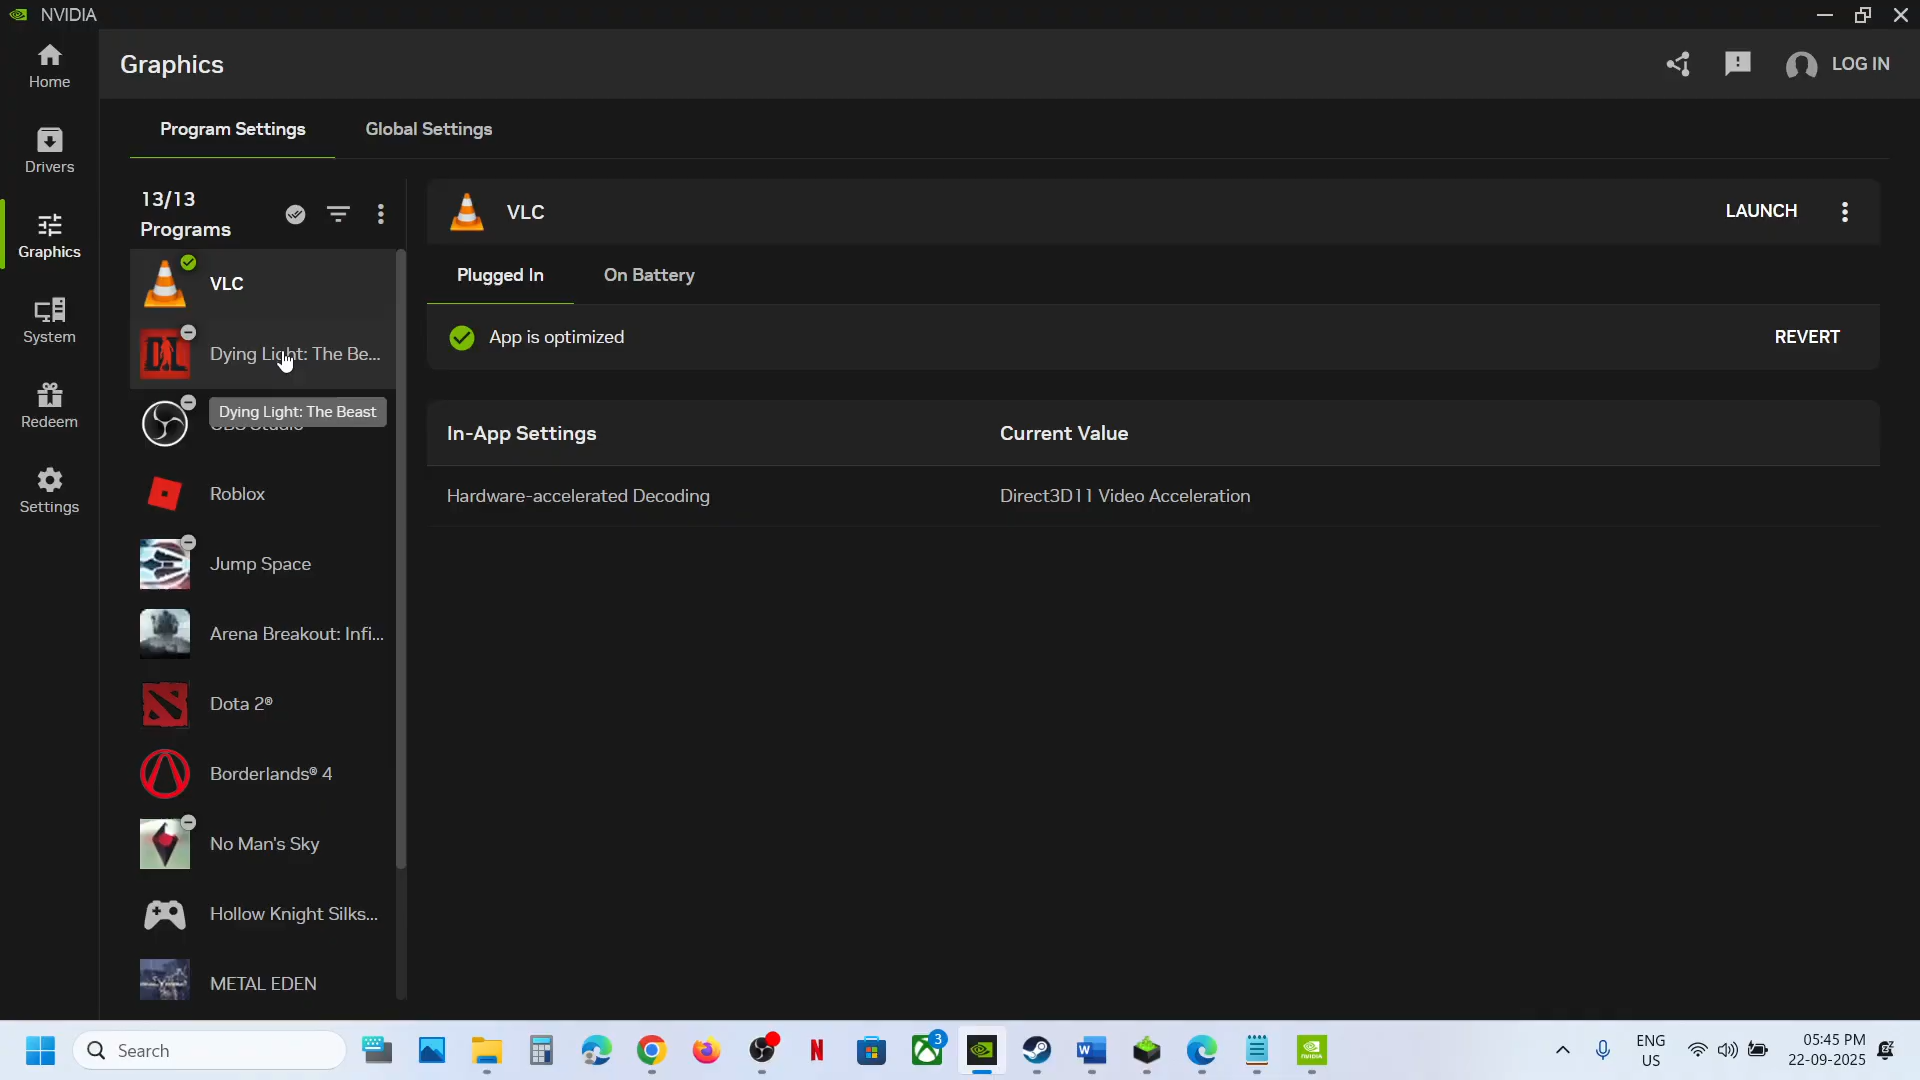 NVIDIA
Home
Graphics
LOG IN
Program Settings
Global Settings
Drivers
13/13
Programs
VLC
LAUNCH
Graphics
VLC
Plugged In
On Battery
Dying Light: The Be...
App is optimized
REVERT
System
Dying Light: The Beast
Redeem
In-App Settings
Current Value
Roblox
Hardware-accelerated Decoding
Direct3D11 Video Acceleration
Settings
Jump Space
Arena Breakout: Infi...
Dota 2®
Borderlands® 4
No Man's Sky
Hollow Knight Silks...
METAL EDEN
Search
3
ENG
US
05:45 PM
22-09-2025